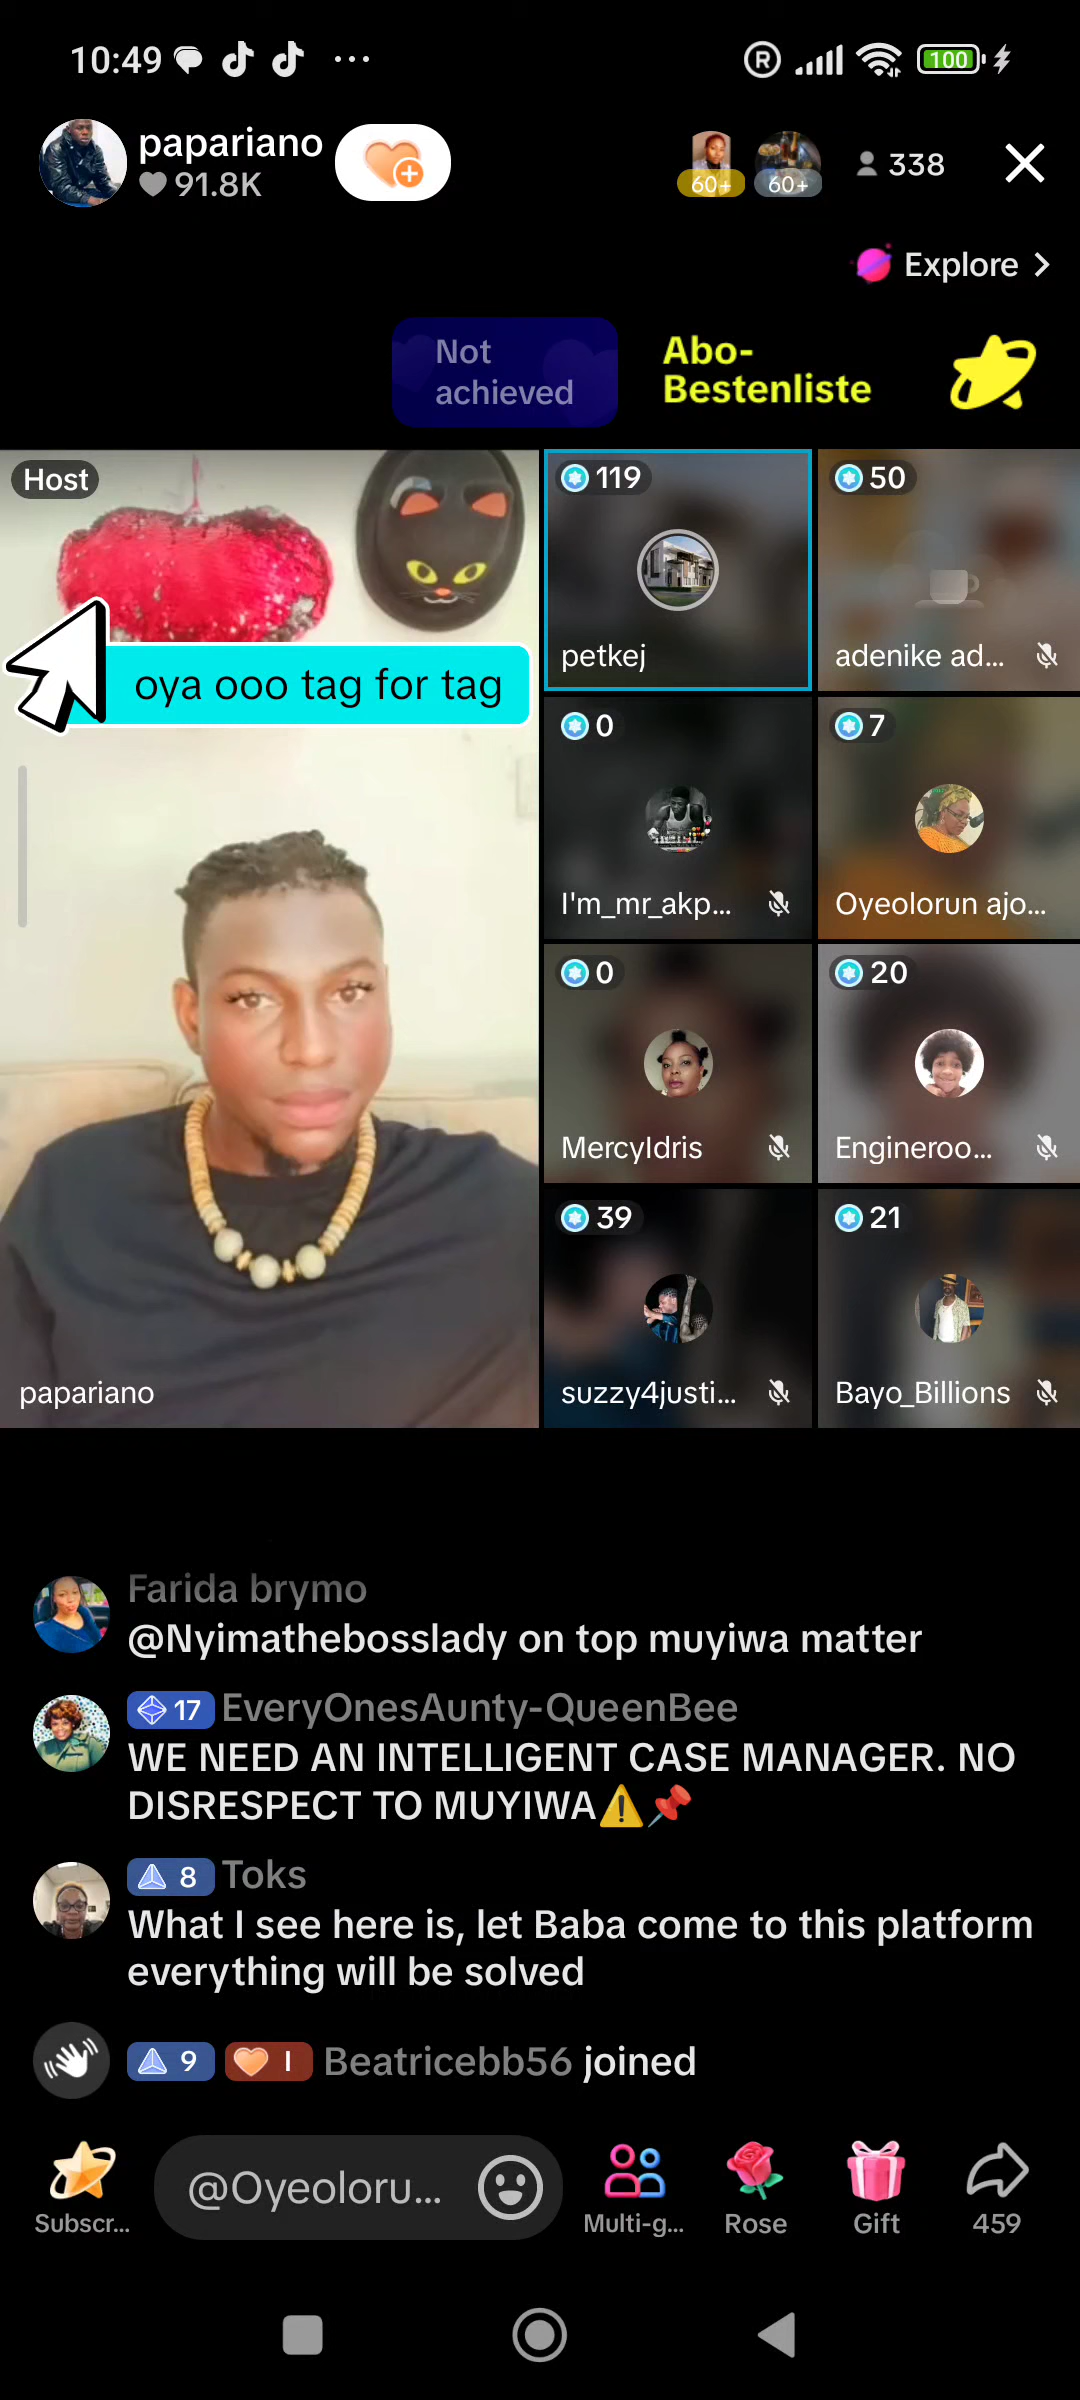 10:49
R
100
papariano
91.8K
60+
60+
338
Explore
Not
achieved
Abo-
Bestenliste
Host
oya ooo tag for tag
papariano
119
petkej
50
adenike ad...
0
I'm_mr_akp...
7
Oyeolorun ajo...
0
MercyIdris
20
Engineroo...
39
suzzy4justi...
21
Bayo_Billions
Farida brymo
@Nyimathebosslady on top muyiwa matter
17 EveryOnesAunty-QueenBee
WE NEED AN INTELLIGENT CASE MANAGER. NO
DISRESPECT TO MUYIWA⚠️📌
8 Toks
What I see here is, let Baba come to this platform
everything will be solved
9 I Beatricebb56 joined
@Oyeoloru...
Subscr...
Multi-g...
Rose
Gift
459